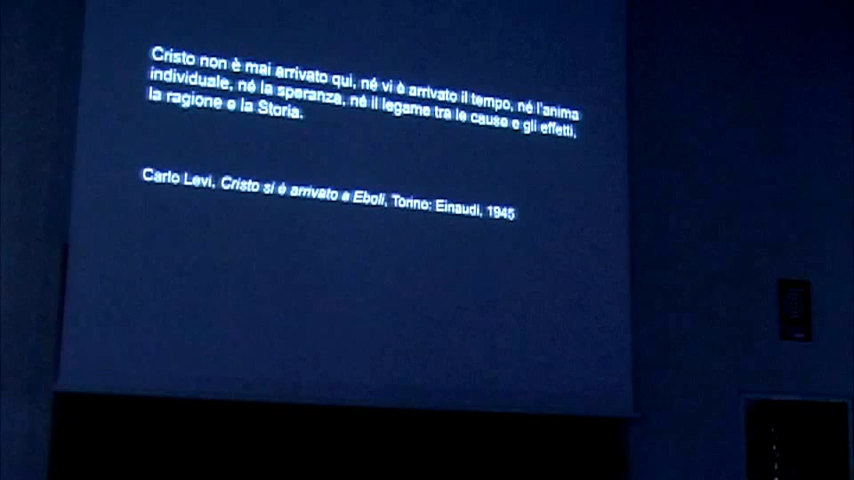 Cristo non è mai arrivato qui, né vi è arrivato il tempo, né l'anima
individuale, né la speranza, né il legame tra le cause e gli effetti,
la ragione e la Storia.
Carlo Levi, Cristo si è arrivato a Eboli, Torino: Einaudi, 1945